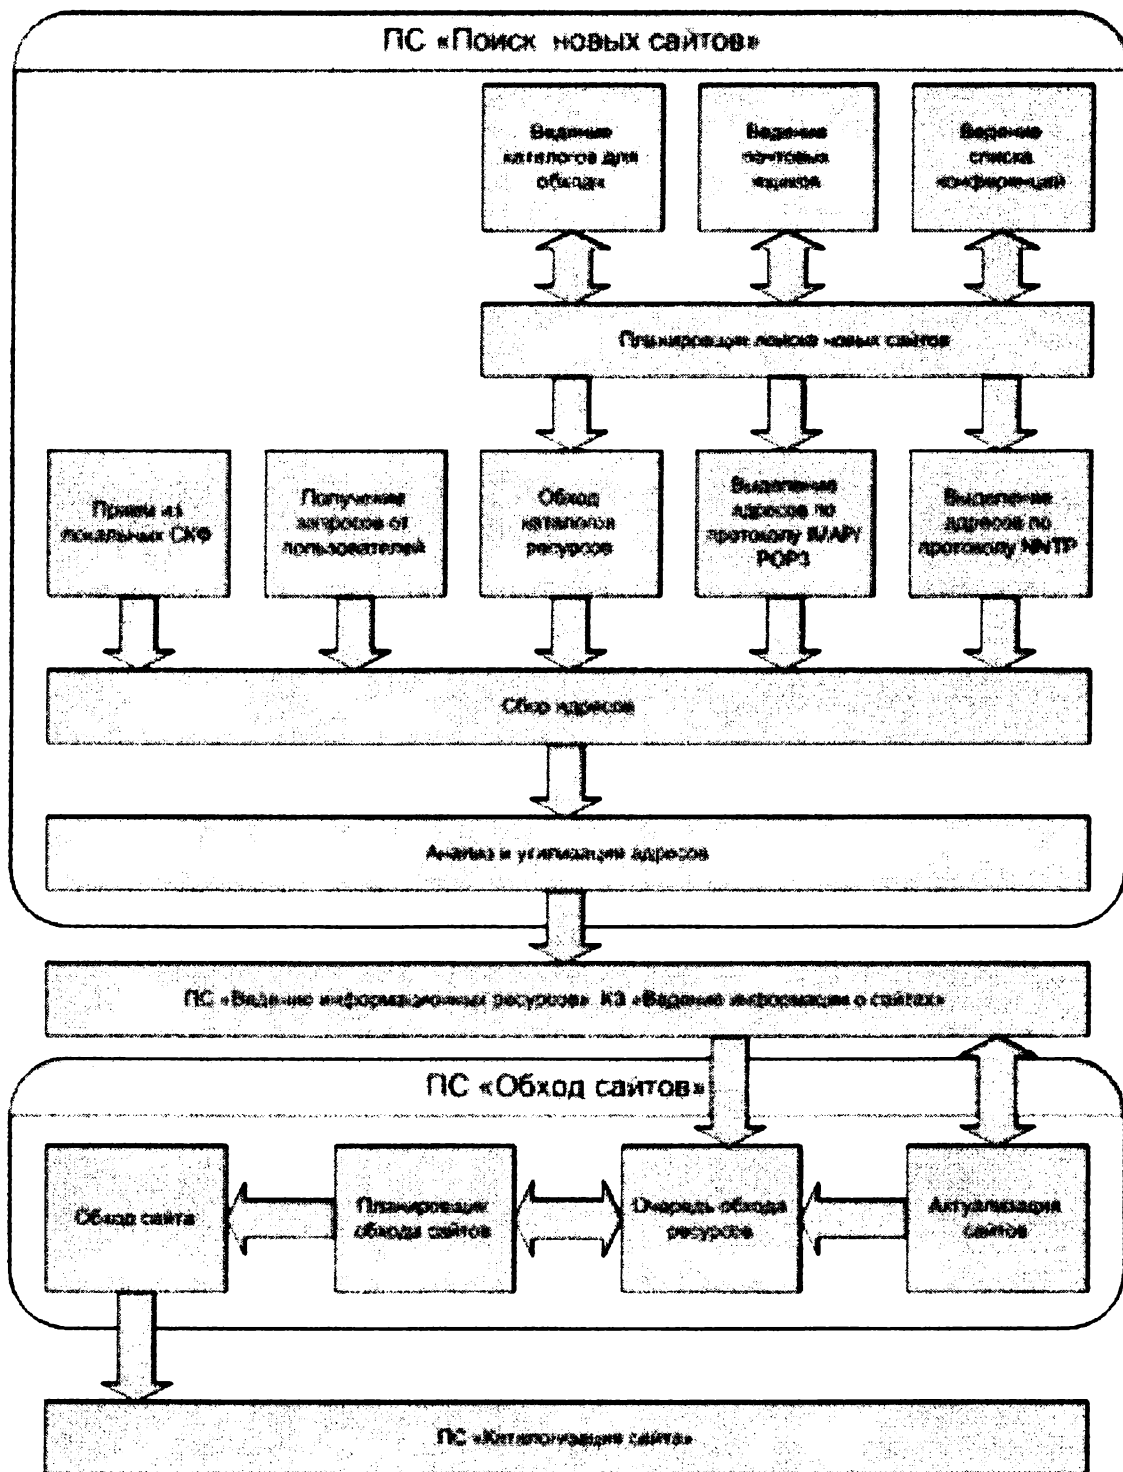 ПС «Поиск новых сайтов»
Ведение
каталогов для
обхода
Ведение
почтовых
ящиков
Ведение
списка
конференций
Планировщик поиска новых сайтов
Прием из
локальных СКФ
Получение
запросов от
пользователей
Обход
каталогов
ресурсов
Выделение
адресов по
протоколу IMAP/
POP3
Выделение
адресов по
протоколу NNTP
Сбор адресов
Анализ и утилизация адресов
ПС «Ведение информационных ресурсов» КЗ «Ведение информации о сайтах»
ПС «Обход сайтов»
Обход сайта
Планировщик
обхода сайтов
Очередь обхода
ресурсов
Актуализация
сайтов
ПС «Каталогизация сайта»